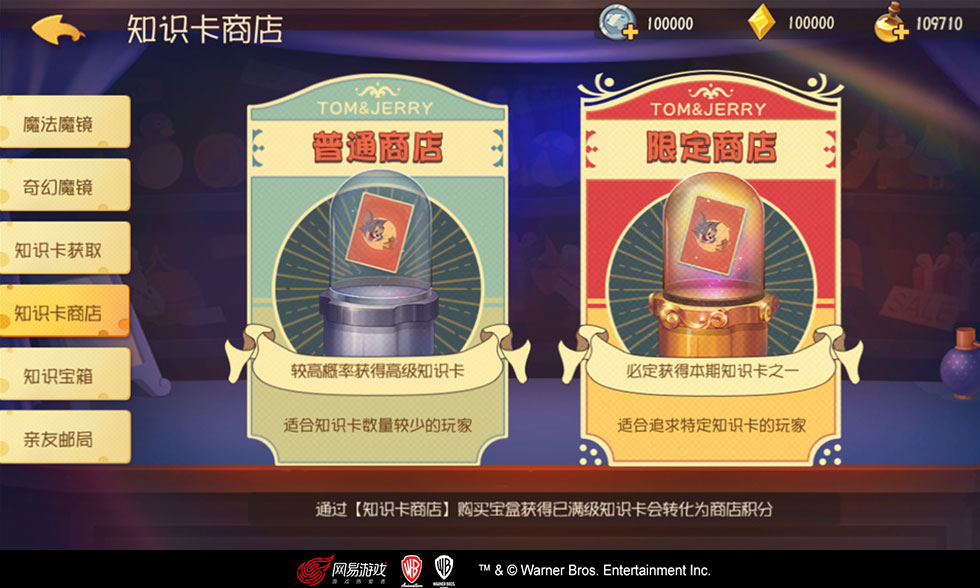 知识卡商店
100000
100000
109710
魔法魔镜
奇幻魔镜
知识卡获取
知识卡商店
知识宝箱
亲友邮局
TOM&JERRY
普通商店
较高概率获得高级知识卡
适合知识卡数量较少的玩家
TOM&JERRY
限定商店
必定获得本期知识卡之一
适合追求特定知识卡的玩家
SALE
通过【知识卡商店】购买宝盒获得已满级知识卡会转化为商店积分
网易游戏
游戏热爱者
™ & © Warner Bros. Entertainment Inc.